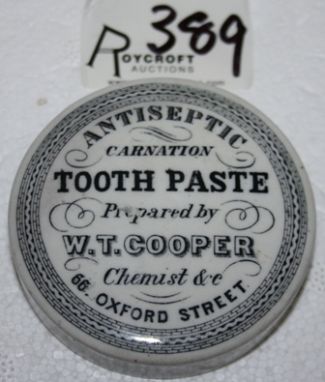 389
ROYCROFT
AUCTIONS
ANTISEPTIC
CARNATION
TOOTH PASTE
Prepared by
W.T. COOPER
Chemist &c
66. OXFORD STREET.